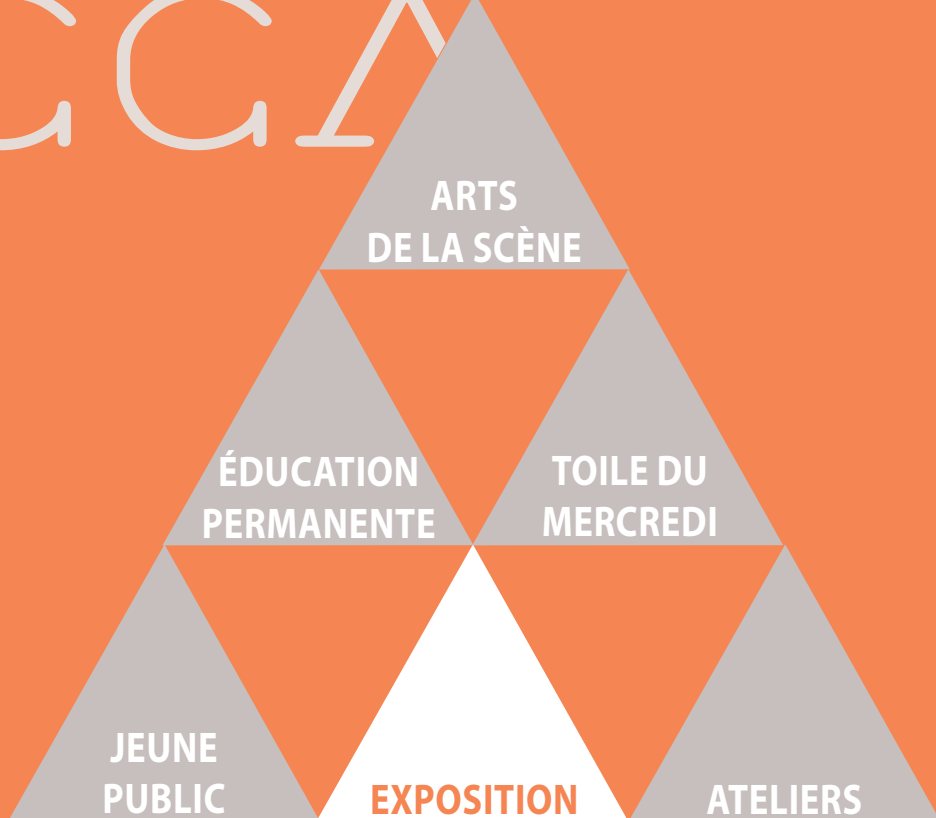 CCA
ARTS
DE LA SCÈNE
ÉDUCATION
PERMANENTE
TOILE DU
MERCREDI
JEUNE
PUBLIC
EXPOSITION
ATELIERS